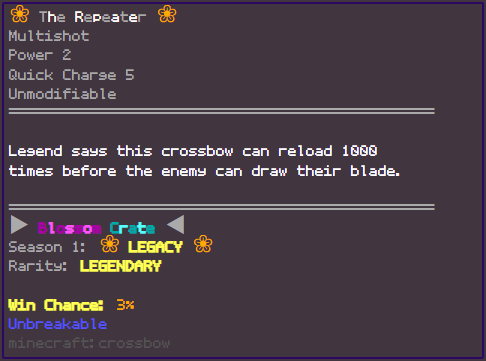 ❀ The Repeater ❀
Multishot
Power 2
Quick Charge 5
Unmodifiable
Legend says this crossbow can reload 1000
times before the enemy can draw their blade.
▶ Blossom Crate ◀
Season 1: ❀ LEGACY ❀
Rarity: LEGENDARY
Win Chance: 3%
Unbreakable
minecraft:crossbow